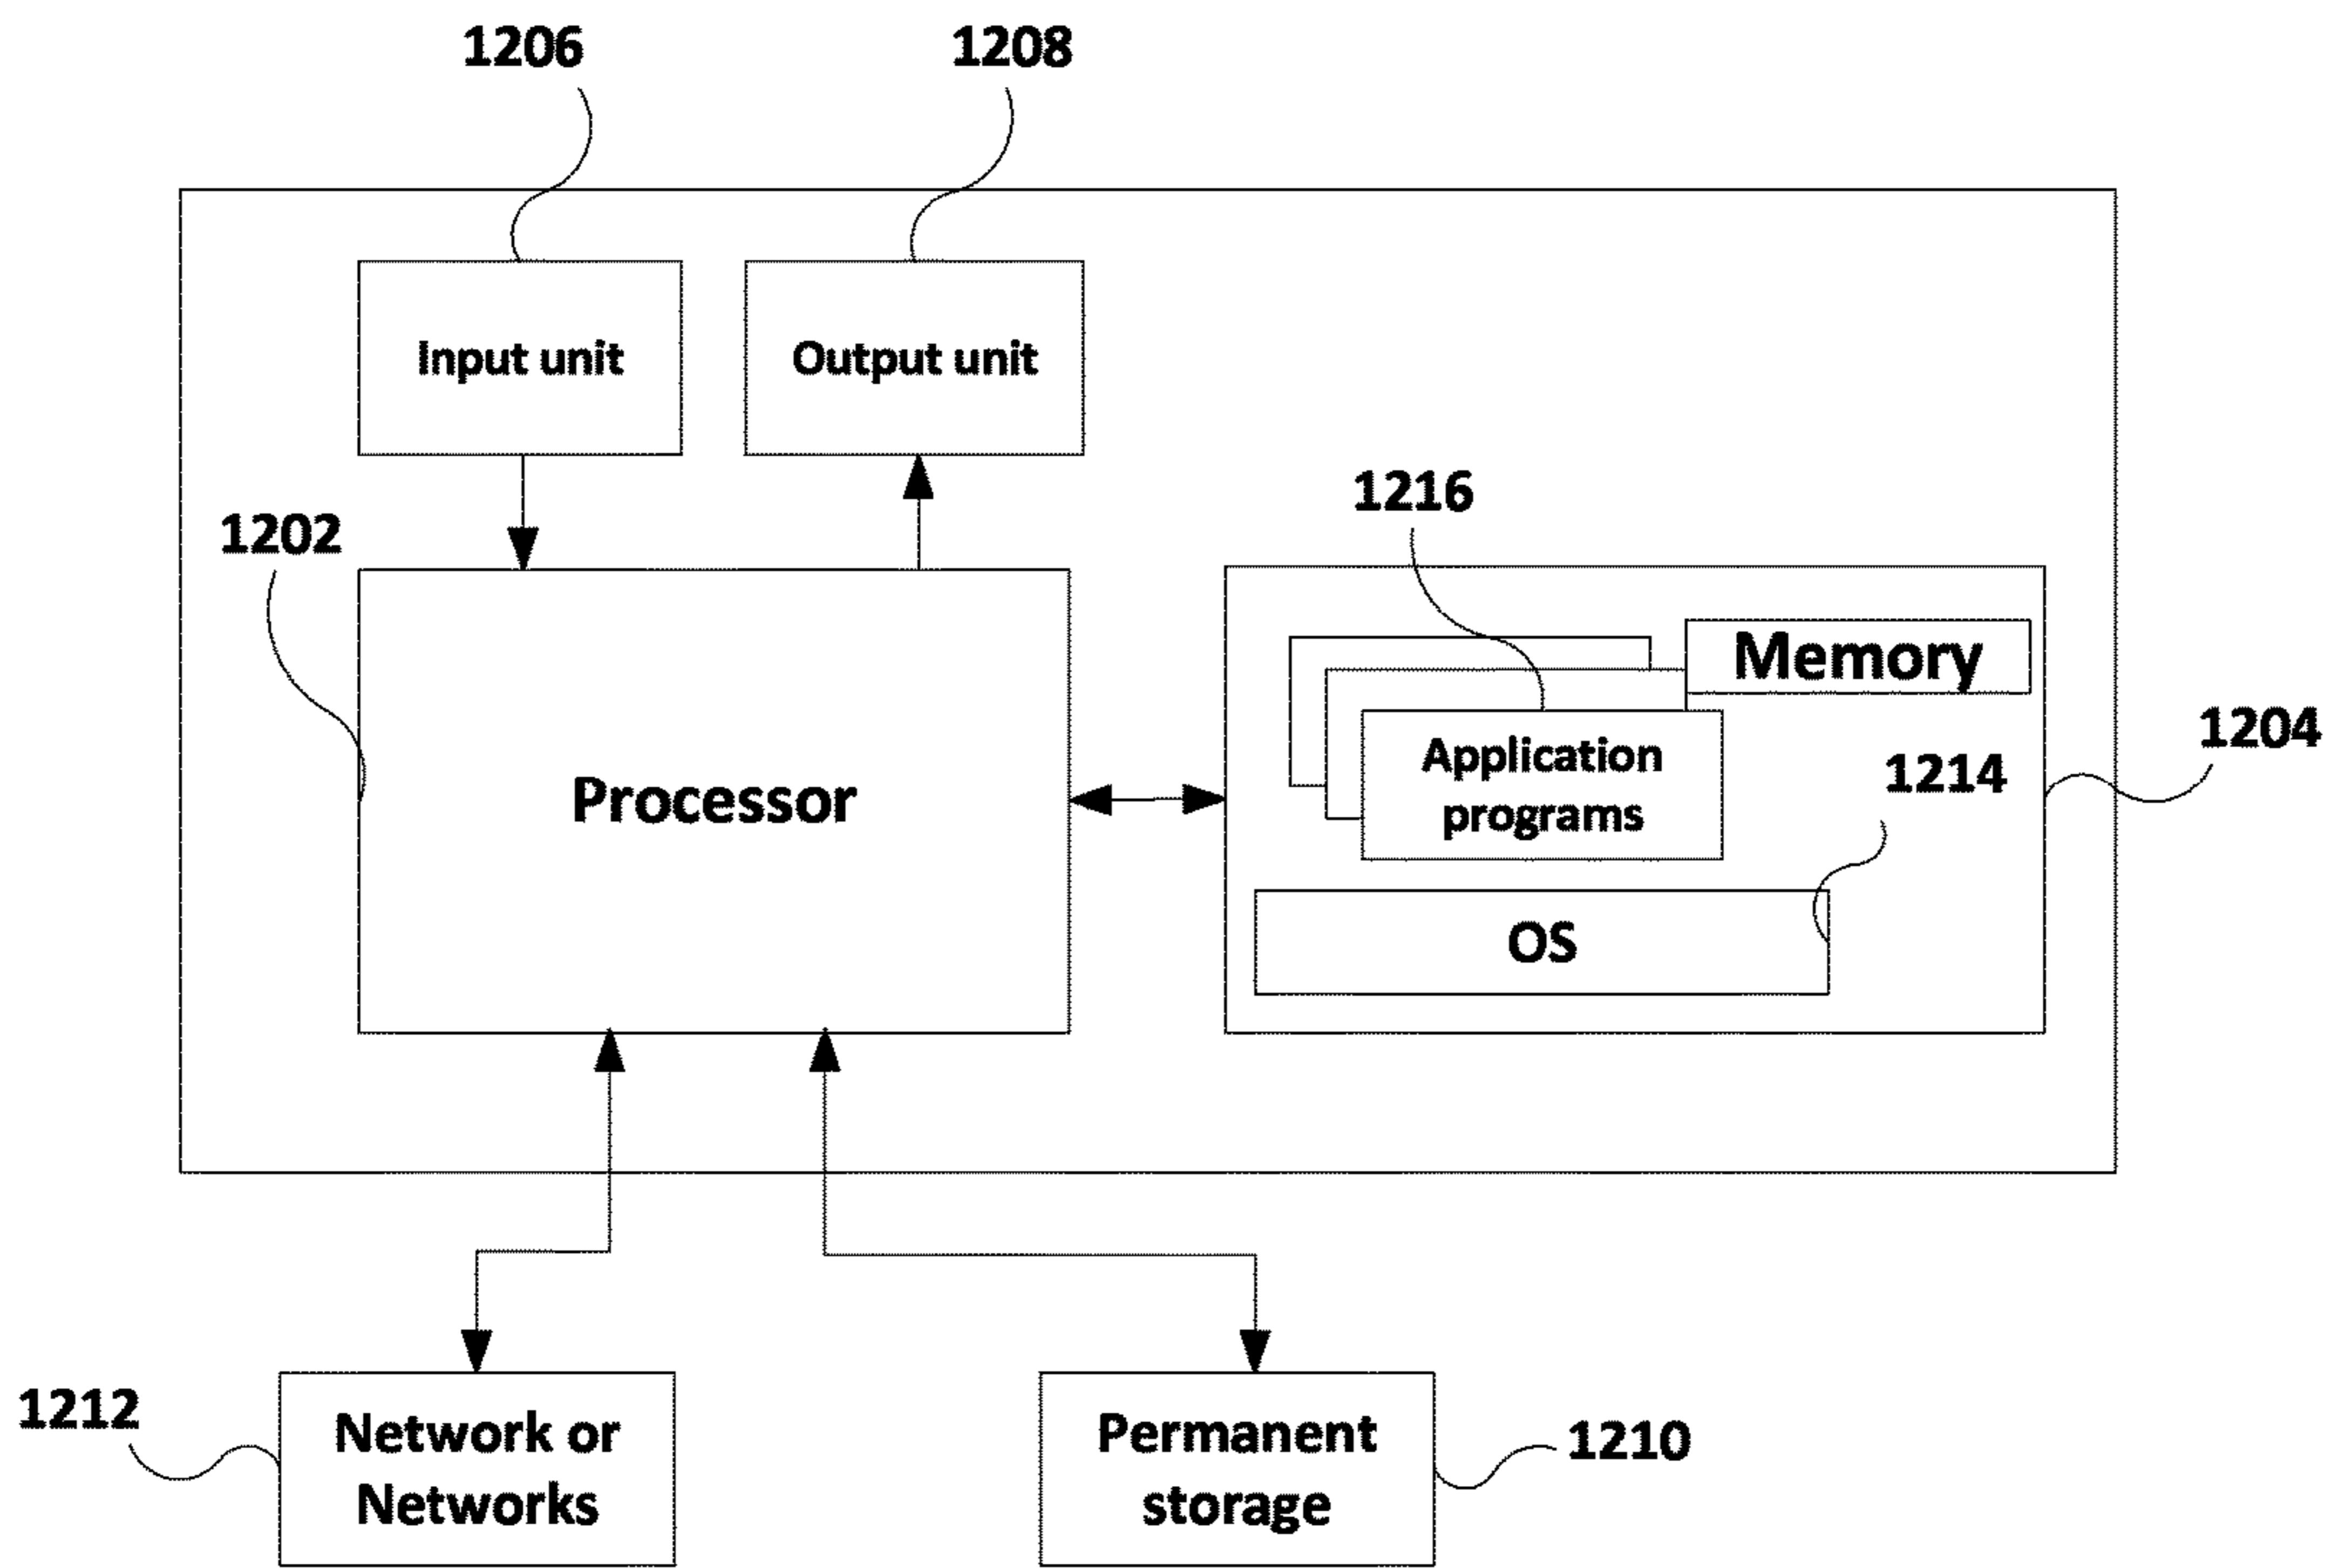 1206
1208
Input unit
Output unit
1216
1202
Memory
Processor
Application
programs
1204
1214
OS
1212
Network or
Networks
Permanent
storage
1210